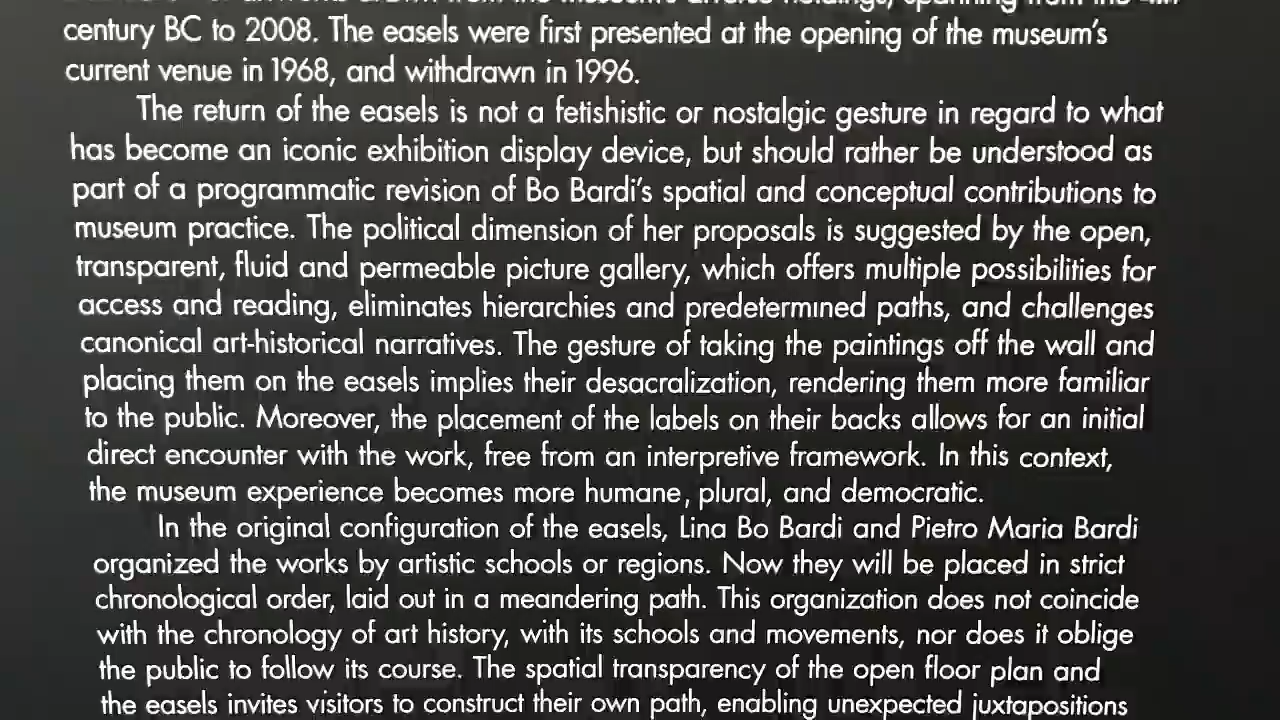 century BC to 2008. The easels were first presented at the opening of the museum's
current venue in 1968, and withdrawn in 1996.
The return of the easels is not a fetishistic or nostalgic gesture in regard to what
has become an iconic exhibition display device, but should rather be understood as
part of a programmatic revision of Bo Bardi's spatial and conceptual contributions to
museum practice. The political dimension of her proposals is suggested by the open,
transparent, fluid and permeable picture gallery, which offers multiple possibilities for
access and reading, eliminates hierarchies and predetermined paths, and challenges
canonical art-historical narratives. The gesture of taking the paintings off the wall and
placing them on the easels implies their desacralization, rendering them more familiar
to the public. Moreover, the placement of the labels on their backs allows for an initial
direct encounter with the work, free from an interpretive framework. In this context,
the museum experience becomes more humane, plural, and democratic.
In the original configuration of the easels, Lina Bo Bardi and Pietro Maria Bardi
organized the works by artistic schools or regions. Now they will be placed in strict
chronological order, laid out in a meandering path. This organization does not coincide
with the chronology of art history, with its schools and movements, nor does it oblige
the public to follow its course. The spatial transparency of the open floor plan and
the easels invites visitors to construct their own path, enabling unexpected juxtapositions